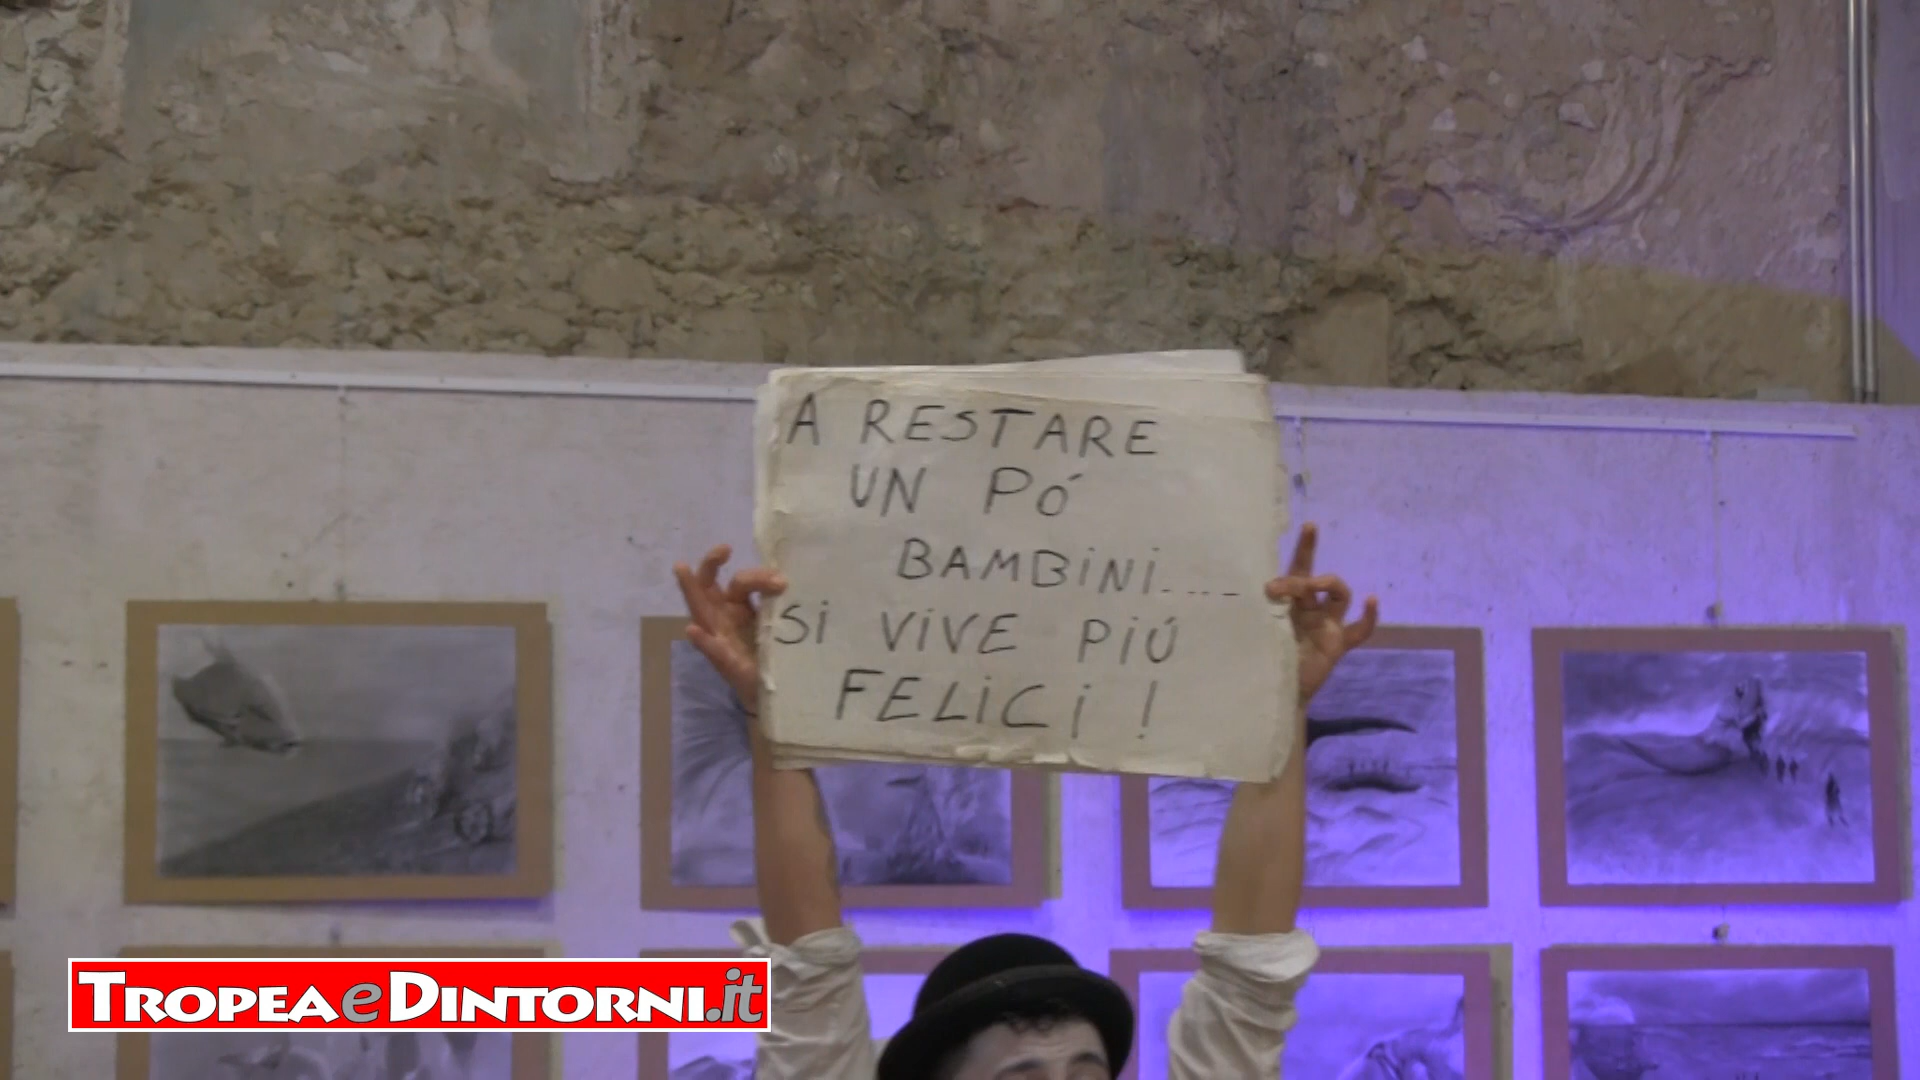 A RESTARE
UN PÓ
BAMBiNi....
Si ViVE PiÚ
FELiCi!
TROPEAeDINTORNI.it